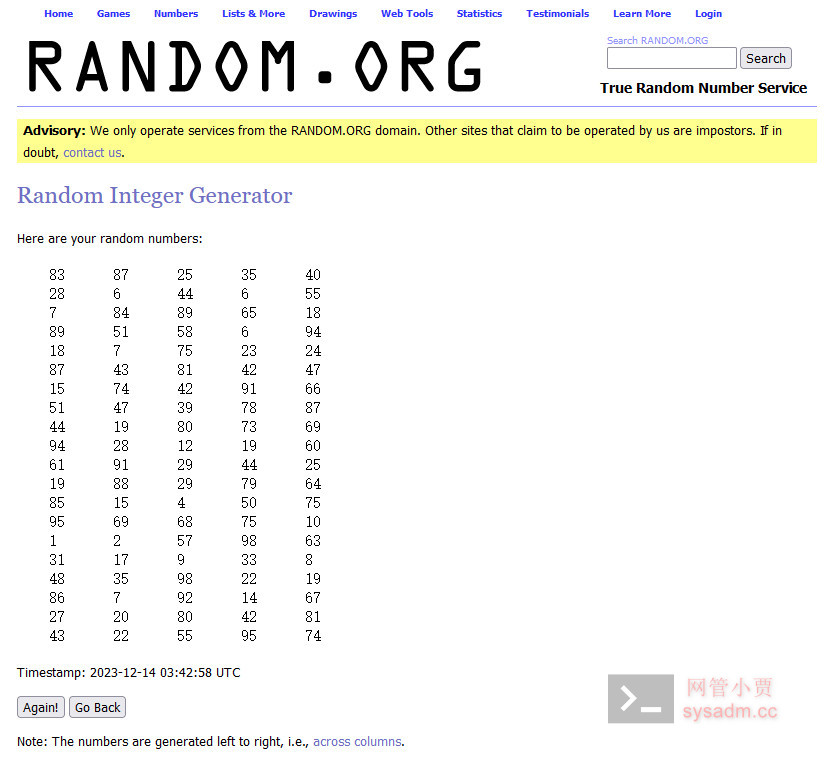 Home Games Numbers Lists & More Drawings Web Tools Statistics Testimonials Learn More Login
RANDOM.ORG
Search RANDOM.ORG
Search
True Random Number Service
Advisory: We only operate services from the RANDOM.ORG domain. Other sites that claim to be operated by us are impostors. If in
doubt, contact us.
Random Integer Generator
Here are your random numbers:
83 87 25 35 40
28 6 44 6 55
7 84 89 65 18
89 51 58 6 94
18 7 75 23 24
87 43 81 42 47
15 74 42 91 66
51 47 39 78 87
44 19 80 73 69
94 28 12 19 60
61 91 29 44 25
19 88 29 79 64
85 15 4 50 75
95 69 68 75 10
1 2 57 98 63
31 17 9 33 8
48 35 98 22 19
86 7 92 14 67
27 20 80 42 81
43 22 55 95 74
Timestamp: 2023-12-14 03:42:58 UTC
Again! Go Back
Note: The numbers are generated left to right, i.e., across columns.
网管小贾
sysadm.cc